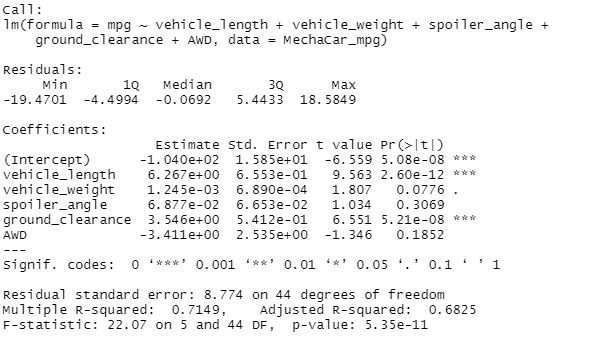 Call:
lm(formula = mpg ~ vehicle_length + vehicle_weight + spoiler_angle +
    ground_clearance + AWD, data = MechaCar_mpg)

Residuals:
     Min       1Q   Median       3Q      Max
-19.4701  -4.4994  -0.0692   5.4433  18.5849

Coefficients:
                   Estimate Std. Error t value Pr(>|t|)
(Intercept)      -1.040e+02  1.585e+01  -6.559 5.08e-08 ***
vehicle_length    6.267e+00  6.553e-01   9.563 2.60e-12 ***
vehicle_weight    1.245e-03  6.890e-04   1.807   0.0776 .
spoiler_angle     6.877e-02  6.653e-02   1.034   0.3069
ground_clearance  3.546e+00  5.412e-01   6.551 5.21e-08 ***
AWD              -3.411e+00  2.535e+00  -1.346   0.1852
---
Signif. codes:  0 ‘***’ 0.001 ‘**’ 0.01 ‘*’ 0.05 ‘.’ 0.1 ‘ ’ 1

Residual standard error: 8.774 on 44 degrees of freedom
Multiple R-squared:  0.7149,    Adjusted R-squared:  0.6825
F-statistic: 22.07 on 5 and 44 DF,  p-value: 5.35e-11